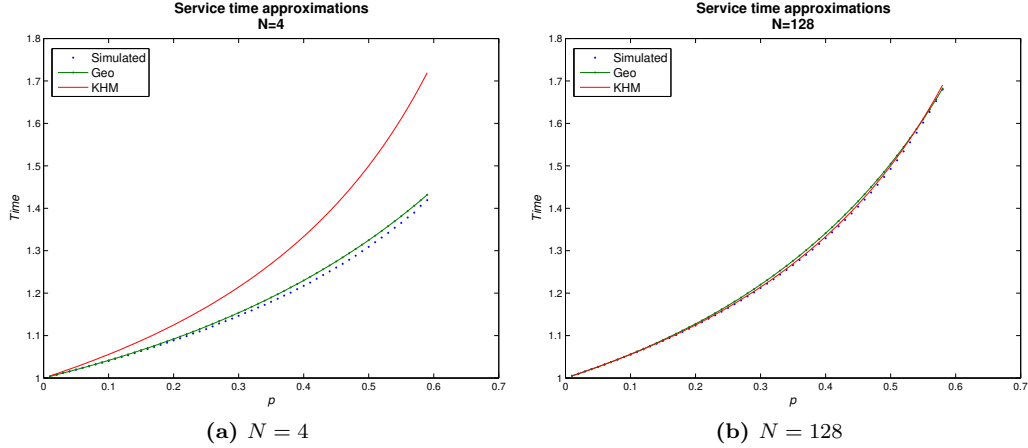 Service time approximations
N=4
Simulated
Geo
KHM
1.8
1.7
1.6
1.5
1.4
1.3
1.2
1.1
1
Time
0
0.1
0.2
0.3
0.4
0.5
0.6
0.7
p
(a) N = 4
Service time approximations
N=128
Simulated
Geo
KHM
1.8
1.7
1.6
1.5
1.4
1.3
1.2
1.1
1
Time
0
0.1
0.2
0.3
0.4
0.5
0.6
0.7
p
(b) N = 128